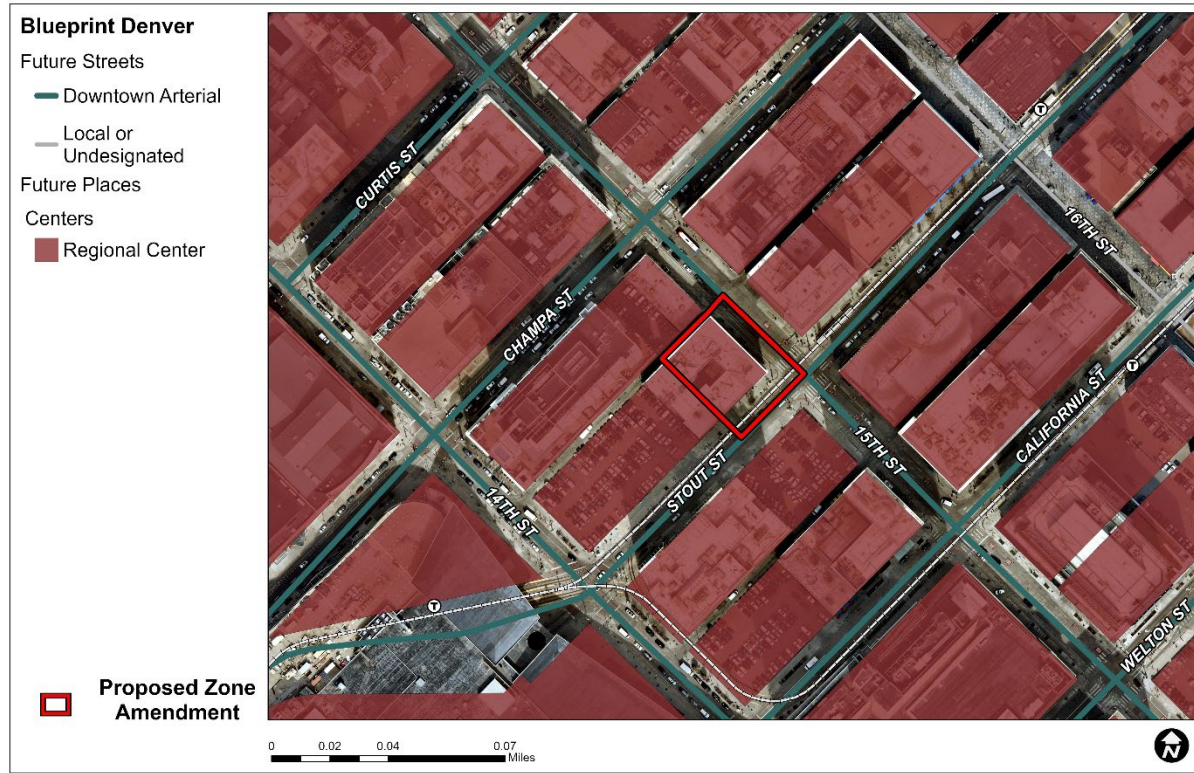 Blueprint Denver
Future Streets
Downtown Arterial
Local or
Undesignated
Future Places
Centers
Regional Center
Proposed Zone
Amendment
CURTIS ST
CHAMPA ST
14TH ST
STOUT ST
15TH ST
16TH ST
CALIFORNIA ST
WELTON ST
T
T
T
0 0.02 0.04 0.07
Miles
N